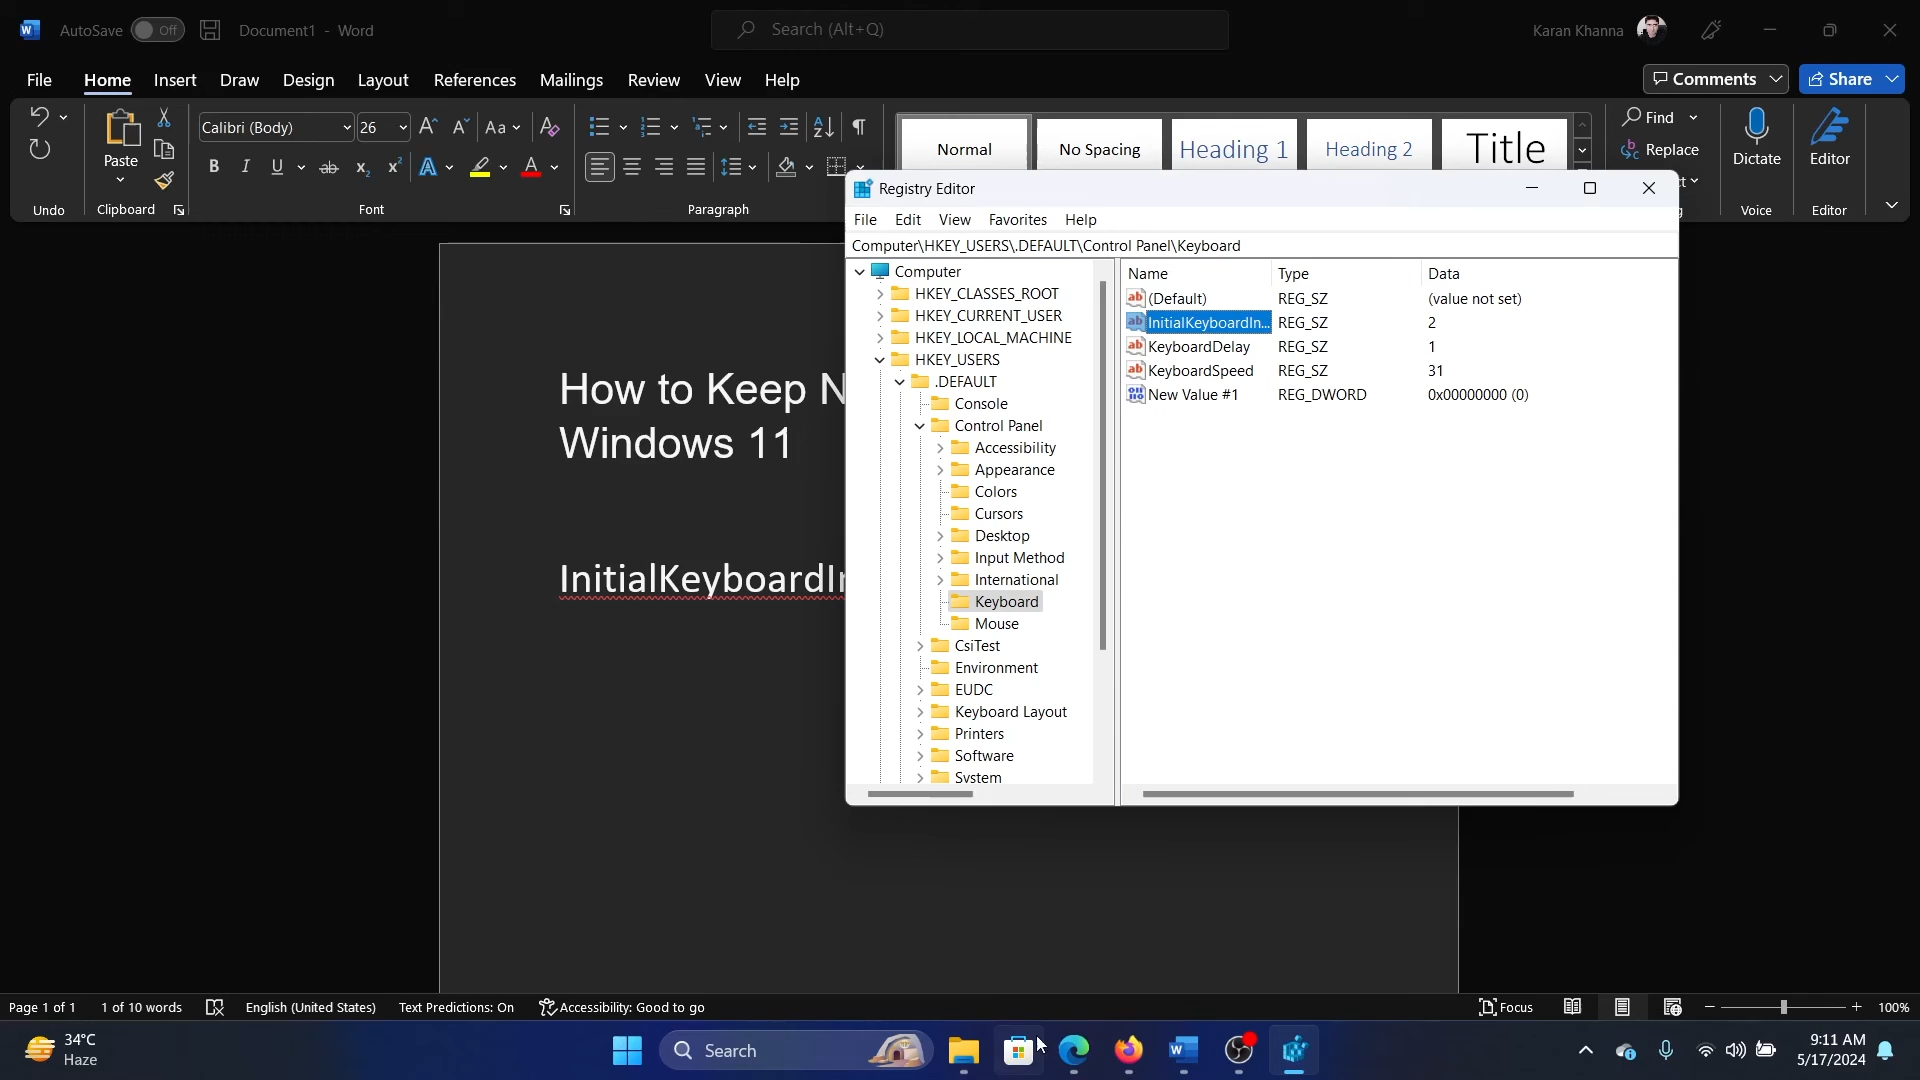 AutoSave Off Document1 - Word
Search (Alt+Q)
Karan Khanna
File Home Insert Draw Design Layout References Mailings Review View Help
Comments Share
Paste
Undo
Clipboard
Calibri (Body) 26
Font
Paragraph
Normal
No Spacing
Heading 1
Heading 2
Title
Find
Replace
Dictate
Voice
Editor
Editor
How to Keep N
Windows 11
InitialKeyboardIn
Registry Editor
File Edit View Favorites Help
Computer\HKEY_USERS\.DEFAULT\Control Panel\Keyboard
Computer
HKEY_CLASSES_ROOT
HKEY_CURRENT_USER
HKEY_LOCAL_MACHINE
HKEY_USERS
.DEFAULT
Console
Control Panel
Accessibility
Appearance
Colors
Cursors
Desktop
Input Method
International
Keyboard
Mouse
CsiTest
Environment
EUDC
Keyboard Layout
Printers
Software
System
Name Type Data
(Default) REG_SZ (value not set)
InitialKeyboardIn... REG_SZ 2
KeyboardDelay REG_SZ 1
KeyboardSpeed REG_SZ 31
New Value #1 REG_DWORD 0x00000000 (0)
Page 1 of 1 1 of 10 words English (United States) Text Predictions: On Accessibility: Good to go
Focus
100%
34°C
Haze
Search
9:11 AM
5/17/2024